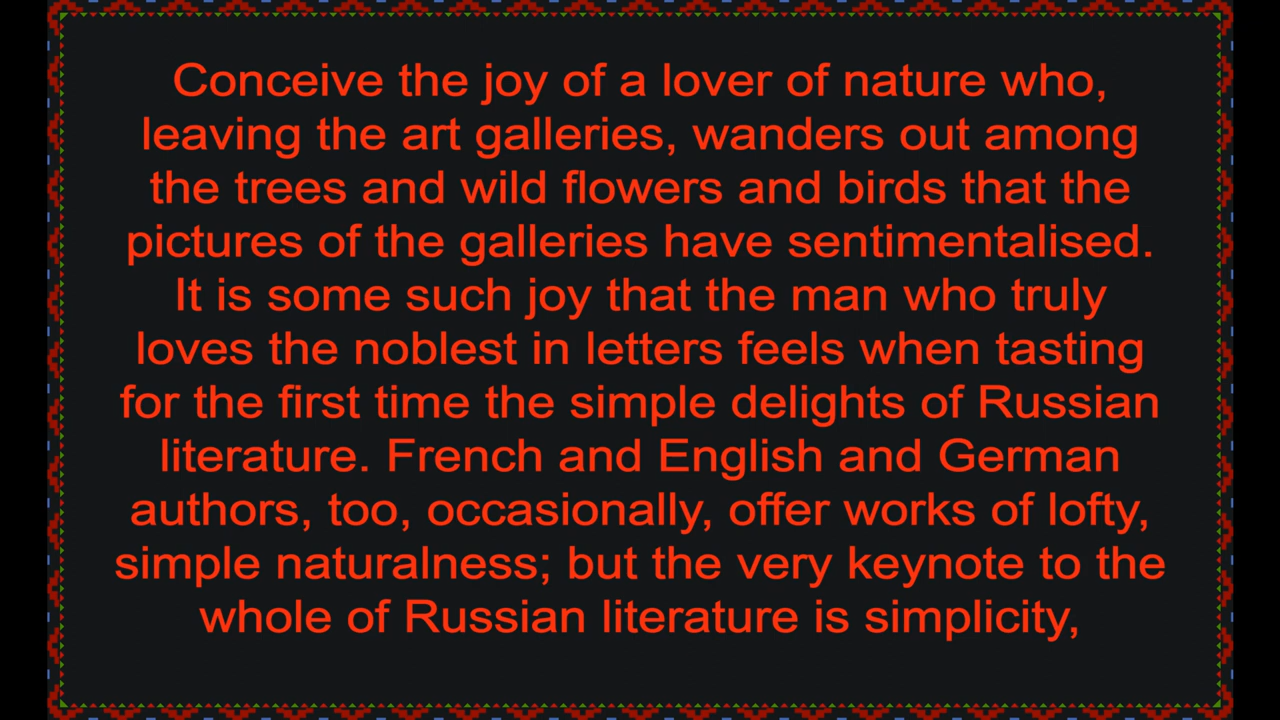 Conceive the joy of a lover of nature who,
leaving the art galleries, wanders out among
the trees and wild flowers and birds that the
pictures of the galleries have sentimentalised.
It is some such joy that the man who truly
loves the noblest in letters feels when tasting
for the first time the simple delights of Russian
literature. French and English and German
authors, too, occasionally, offer works of lofty,
simple naturalness; but the very keynote to the
whole of Russian literature is simplicity,